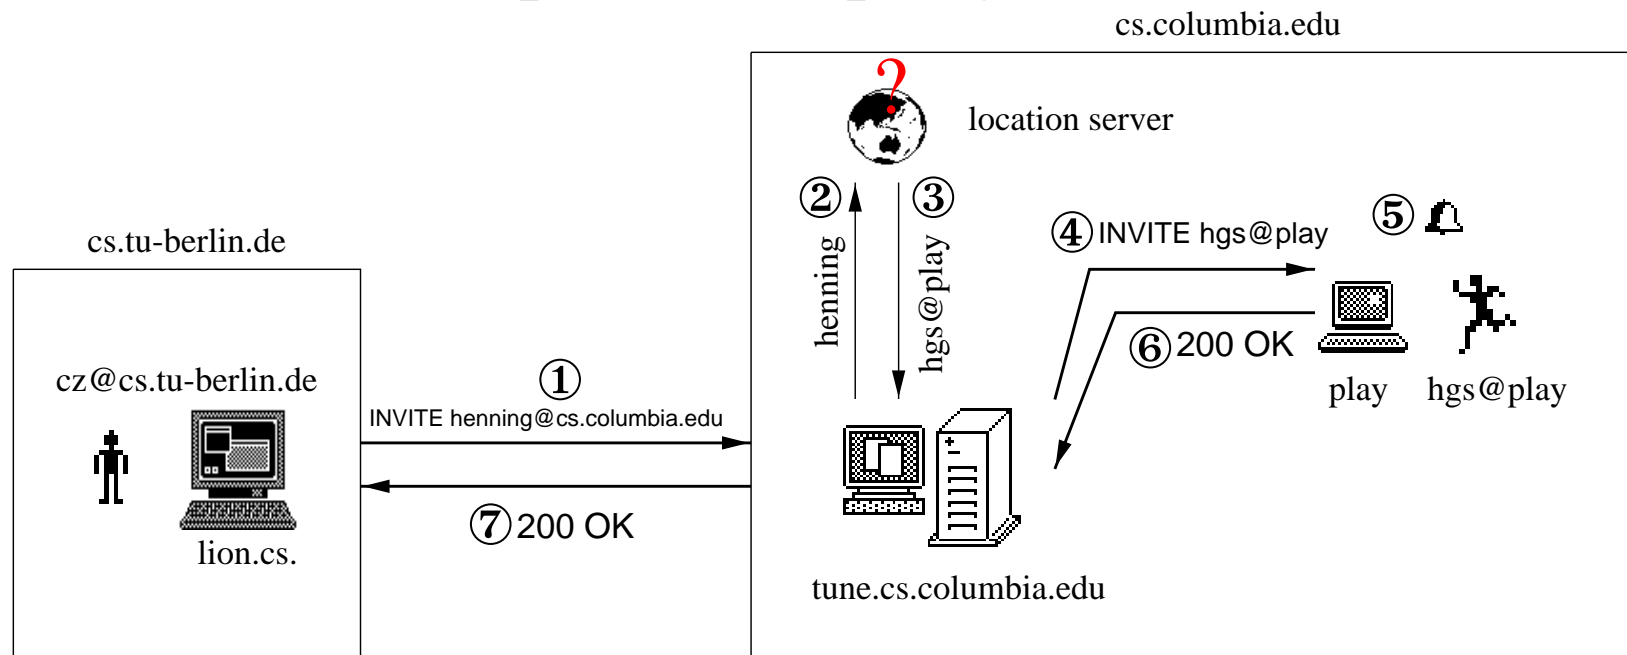 cs.columbia.edu
?
location server
② ③
henning
hgs@play
④ INVITE hgs@play
⑤
⑥ 200 OK
play
hgs@play
cs.tu-berlin.de
cz@cs.tu-berlin.de
①
INVITE henning@cs.columbia.edu
⑦ 200 OK
lion.cs.
tune.cs.columbia.edu